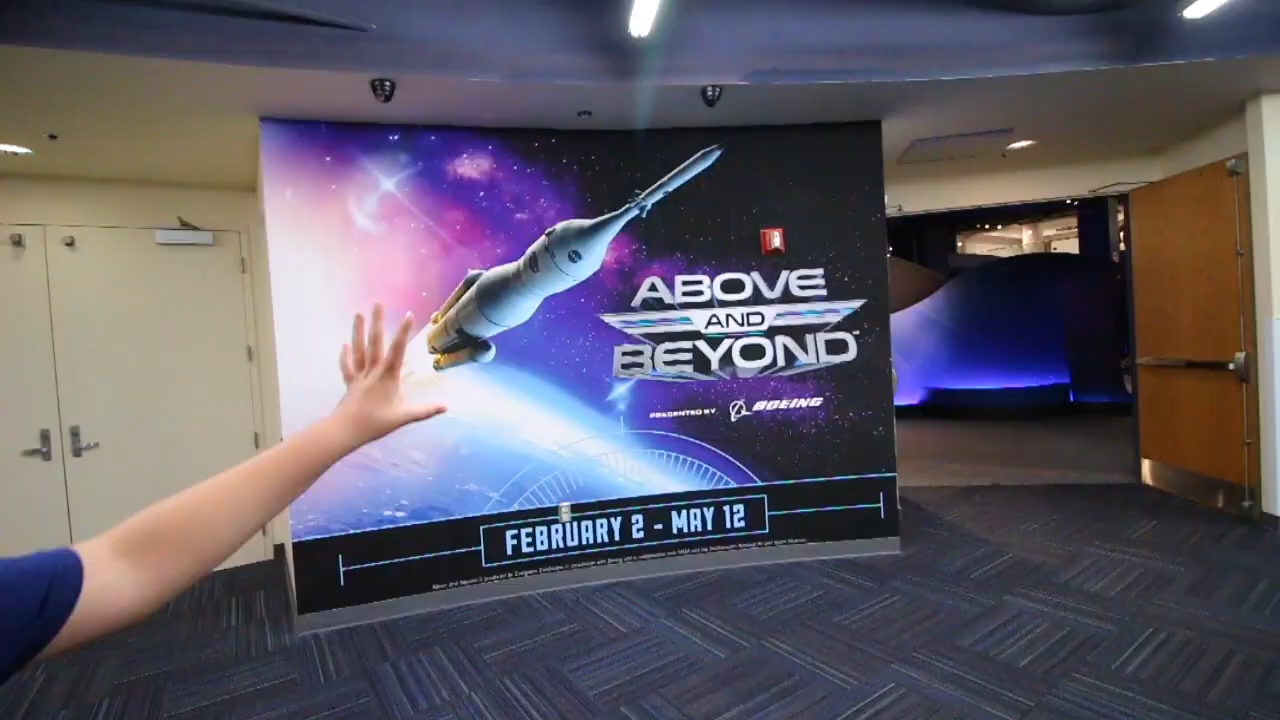 ABOVE
AND
BEYOND
PRESENTED BY BOEING
FEBRUARY 2 - MAY 12